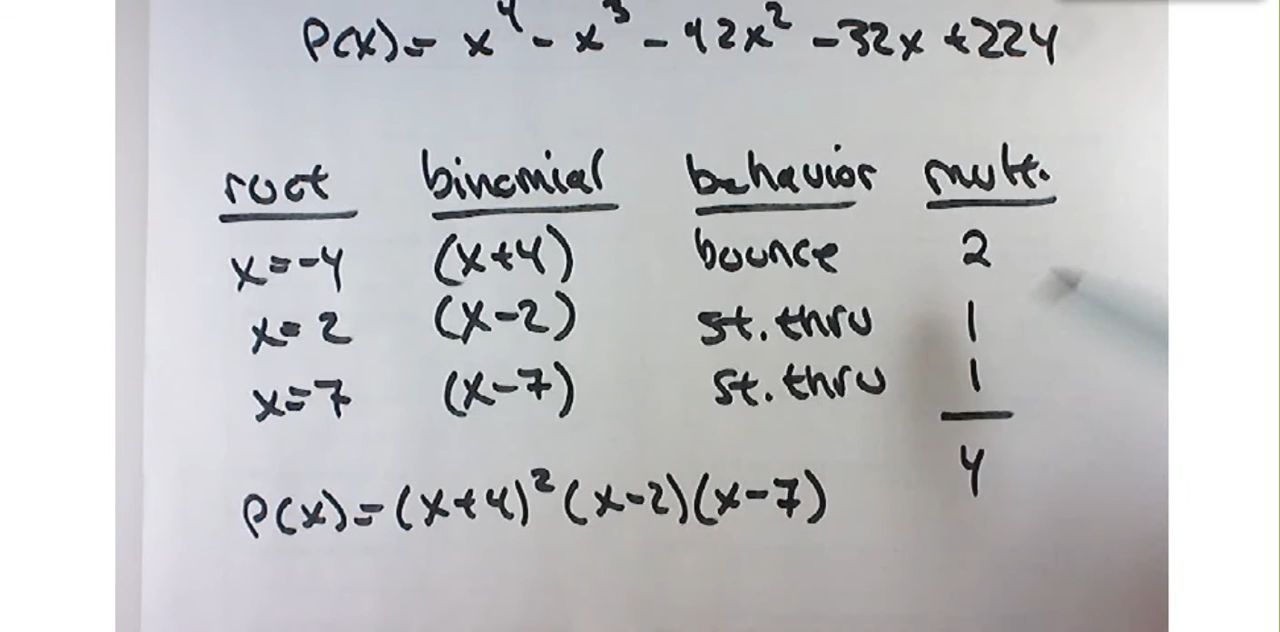 P(x) = x⁴ - x³ - 42x² - 32x + 224
root binomial behavior mult.
x = -4 (x+4) bounce 2
x = 2 (x-2) st. thru 1
x = 7 (x-7) st. thru 1
4
P(x) = (x+4)² (x-2)(x-7)